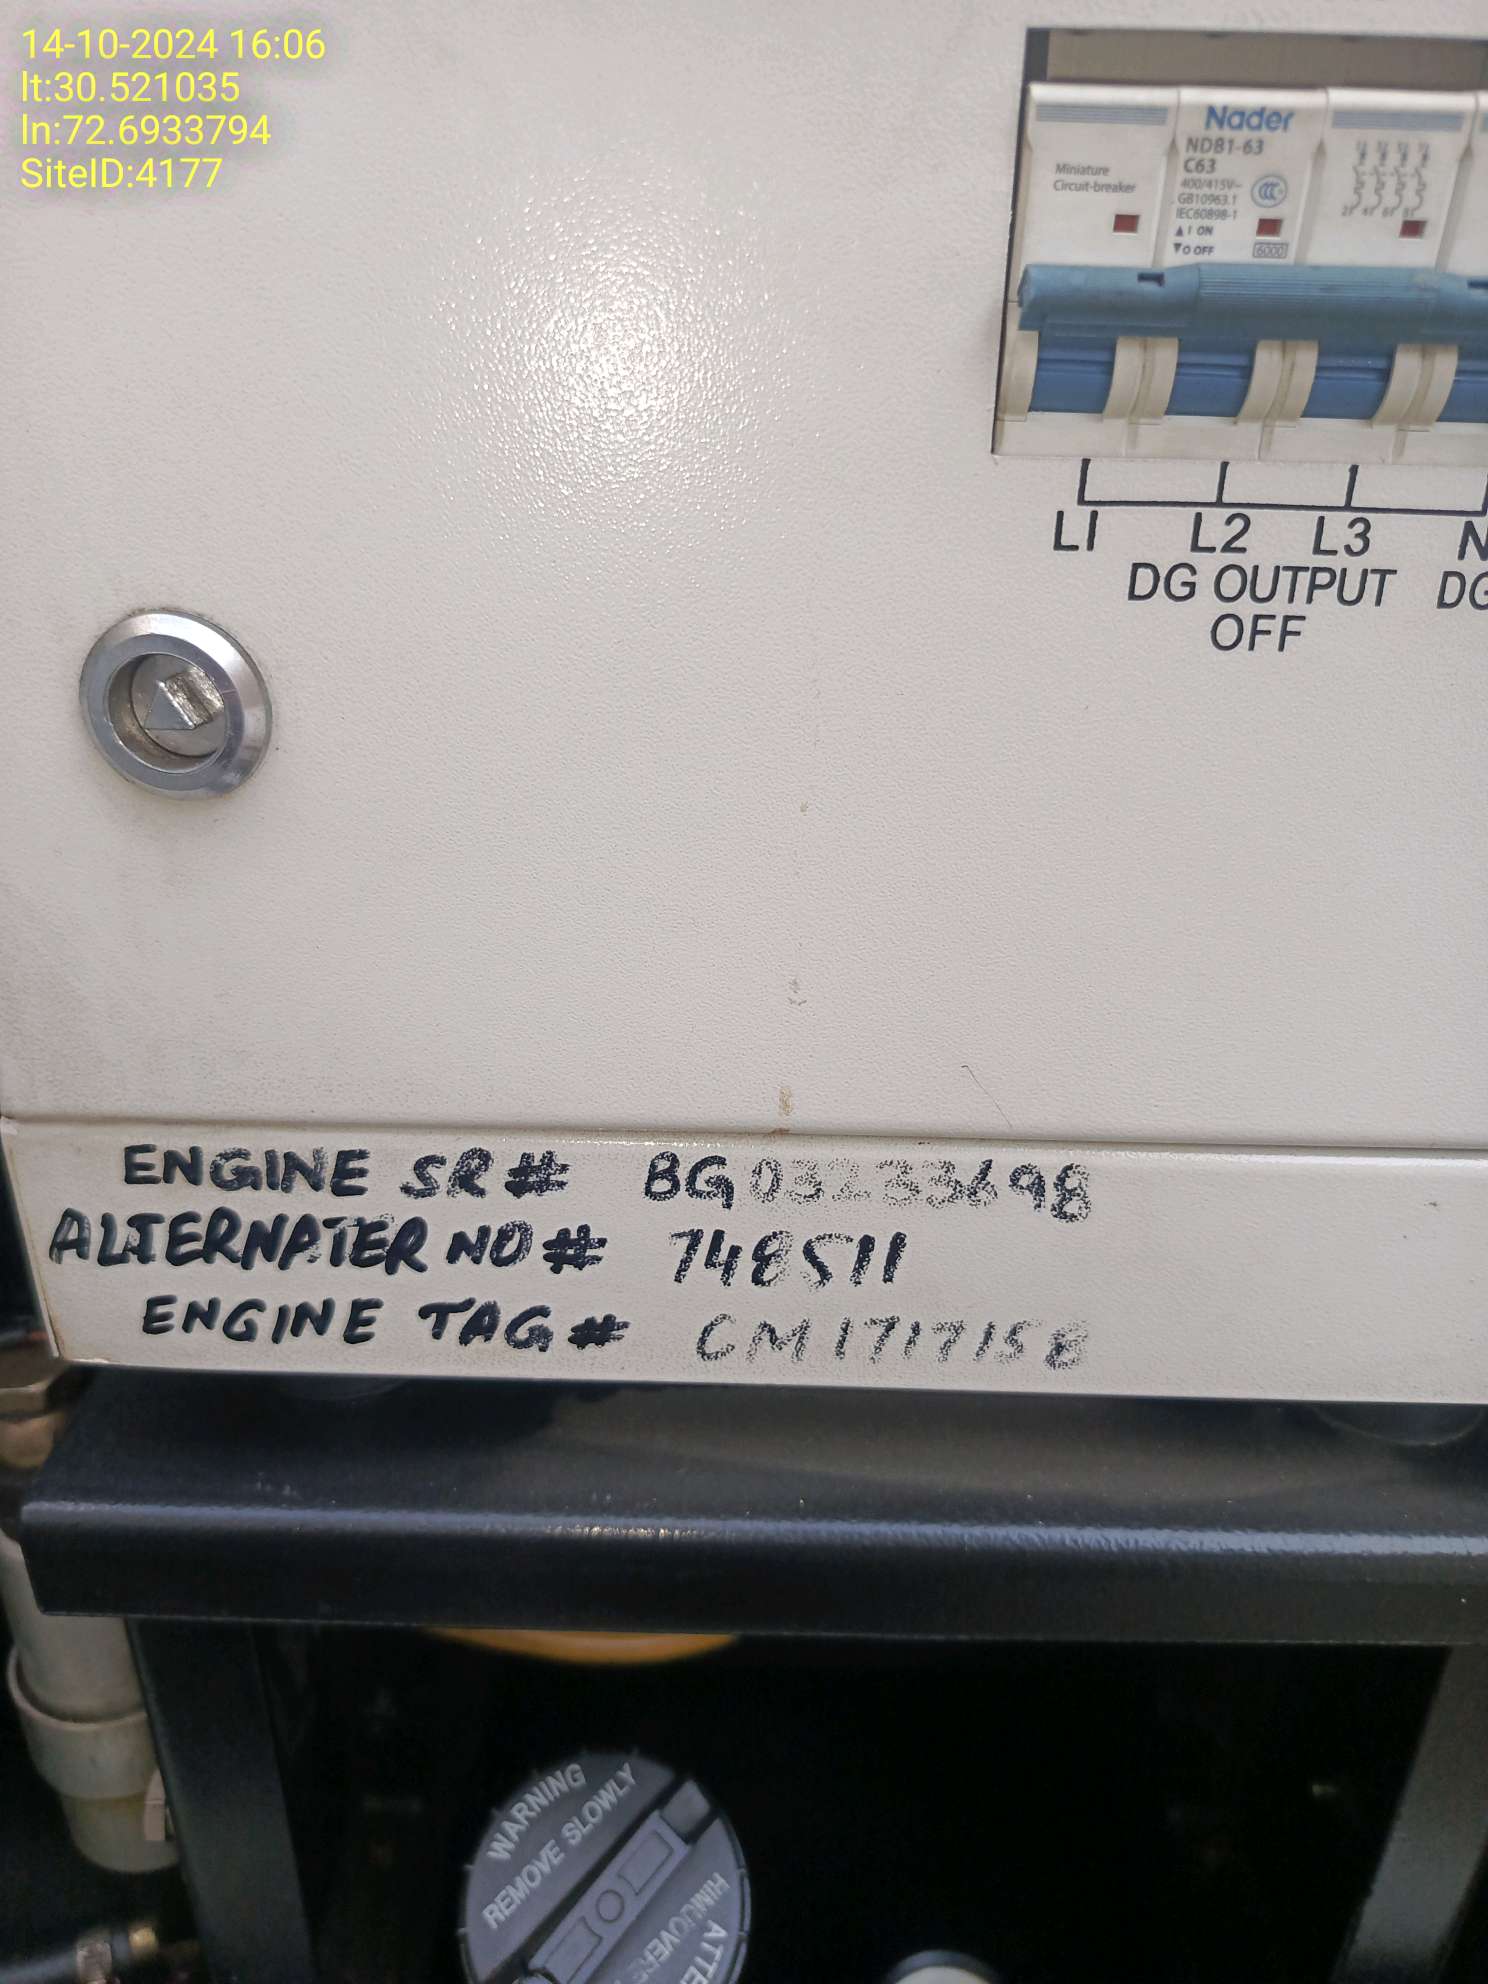 14-10-2024 16:06
lt:30.521035
ln:72.6933794
SiteID:4177
Miniature
Circuit-breaker
Nader
NDB1-63
C63
400/415V~
GB10963.1
IEC60898-1
▲ I ON
▼ O OFF
6000
L1 L2 L3 N
DG OUTPUT DG
OFF
ENGINE SR# BG03233698
ALTERNATER NO# 748511
ENGINE TAG# CM1717158
WARNING
REMOVE SLOWLY